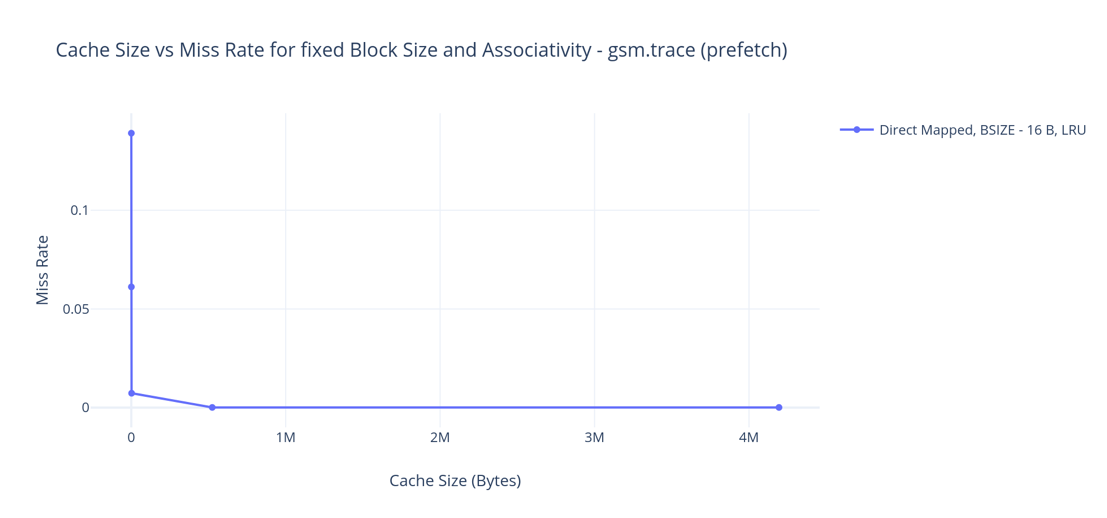 Cache Size vs Miss Rate for fixed Block Size and Associativity - gsm.trace (prefetch)
Direct Mapped, BSIZE - 16 B, LRU
Miss Rate
0.1
0.05
0
0
1M
2M
3M
4M
Cache Size (Bytes)